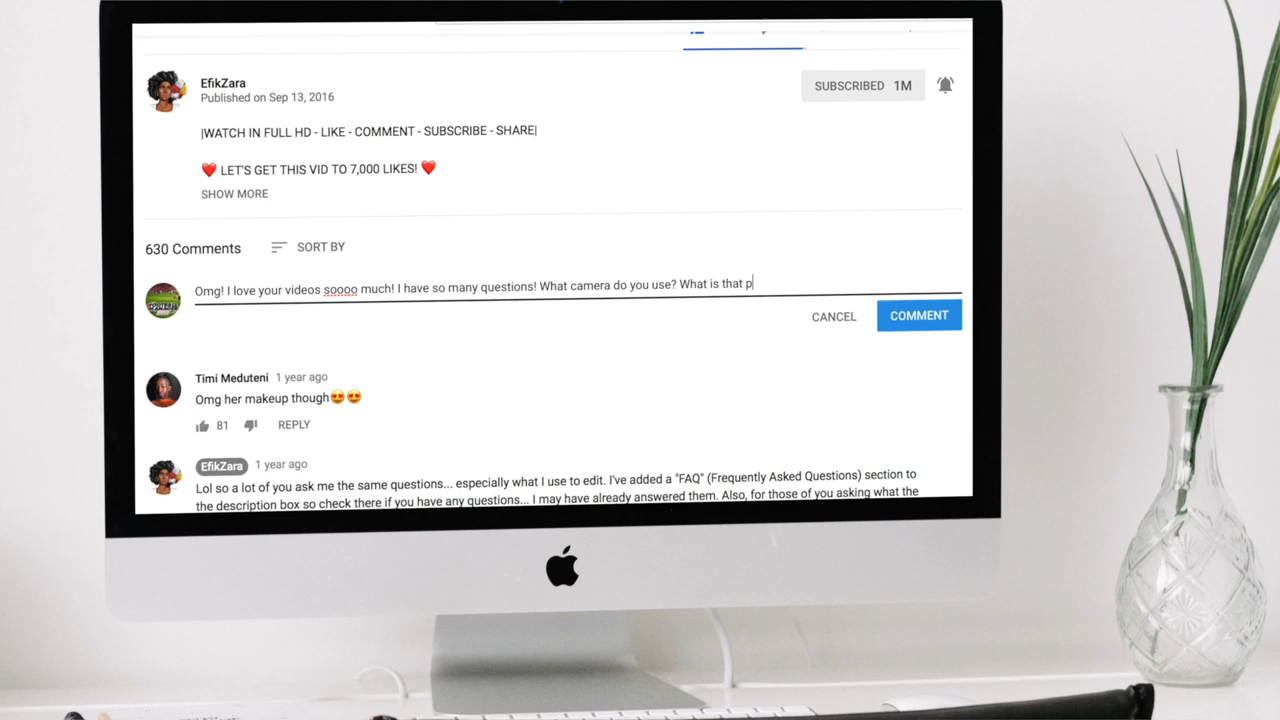 EfikZara
Published on Sep 13, 2016
SUBSCRIBED 1M
|WATCH IN FULL HD - LIKE - COMMENT - SUBSCRIBE - SHARE|
❤️ LET'S GET THIS VID TO 7,000 LIKES! ❤️
SHOW MORE
630 Comments
SORT BY
Omg! I love your videos soooo much! I have so many questions! What camera do you use? What is that p
CANCEL
COMMENT
Timi Meduteni 1 year ago
Omg her makeup though😍😍
81
REPLY
EfikZara 1 year ago
Lol so a lot of you ask me the same questions... especially what I use to edit. I've added a "FAQ" (Frequently Asked Questions) section to
the description box so check there if you have any questions... I may have already answered them. Also, for those of you asking what the